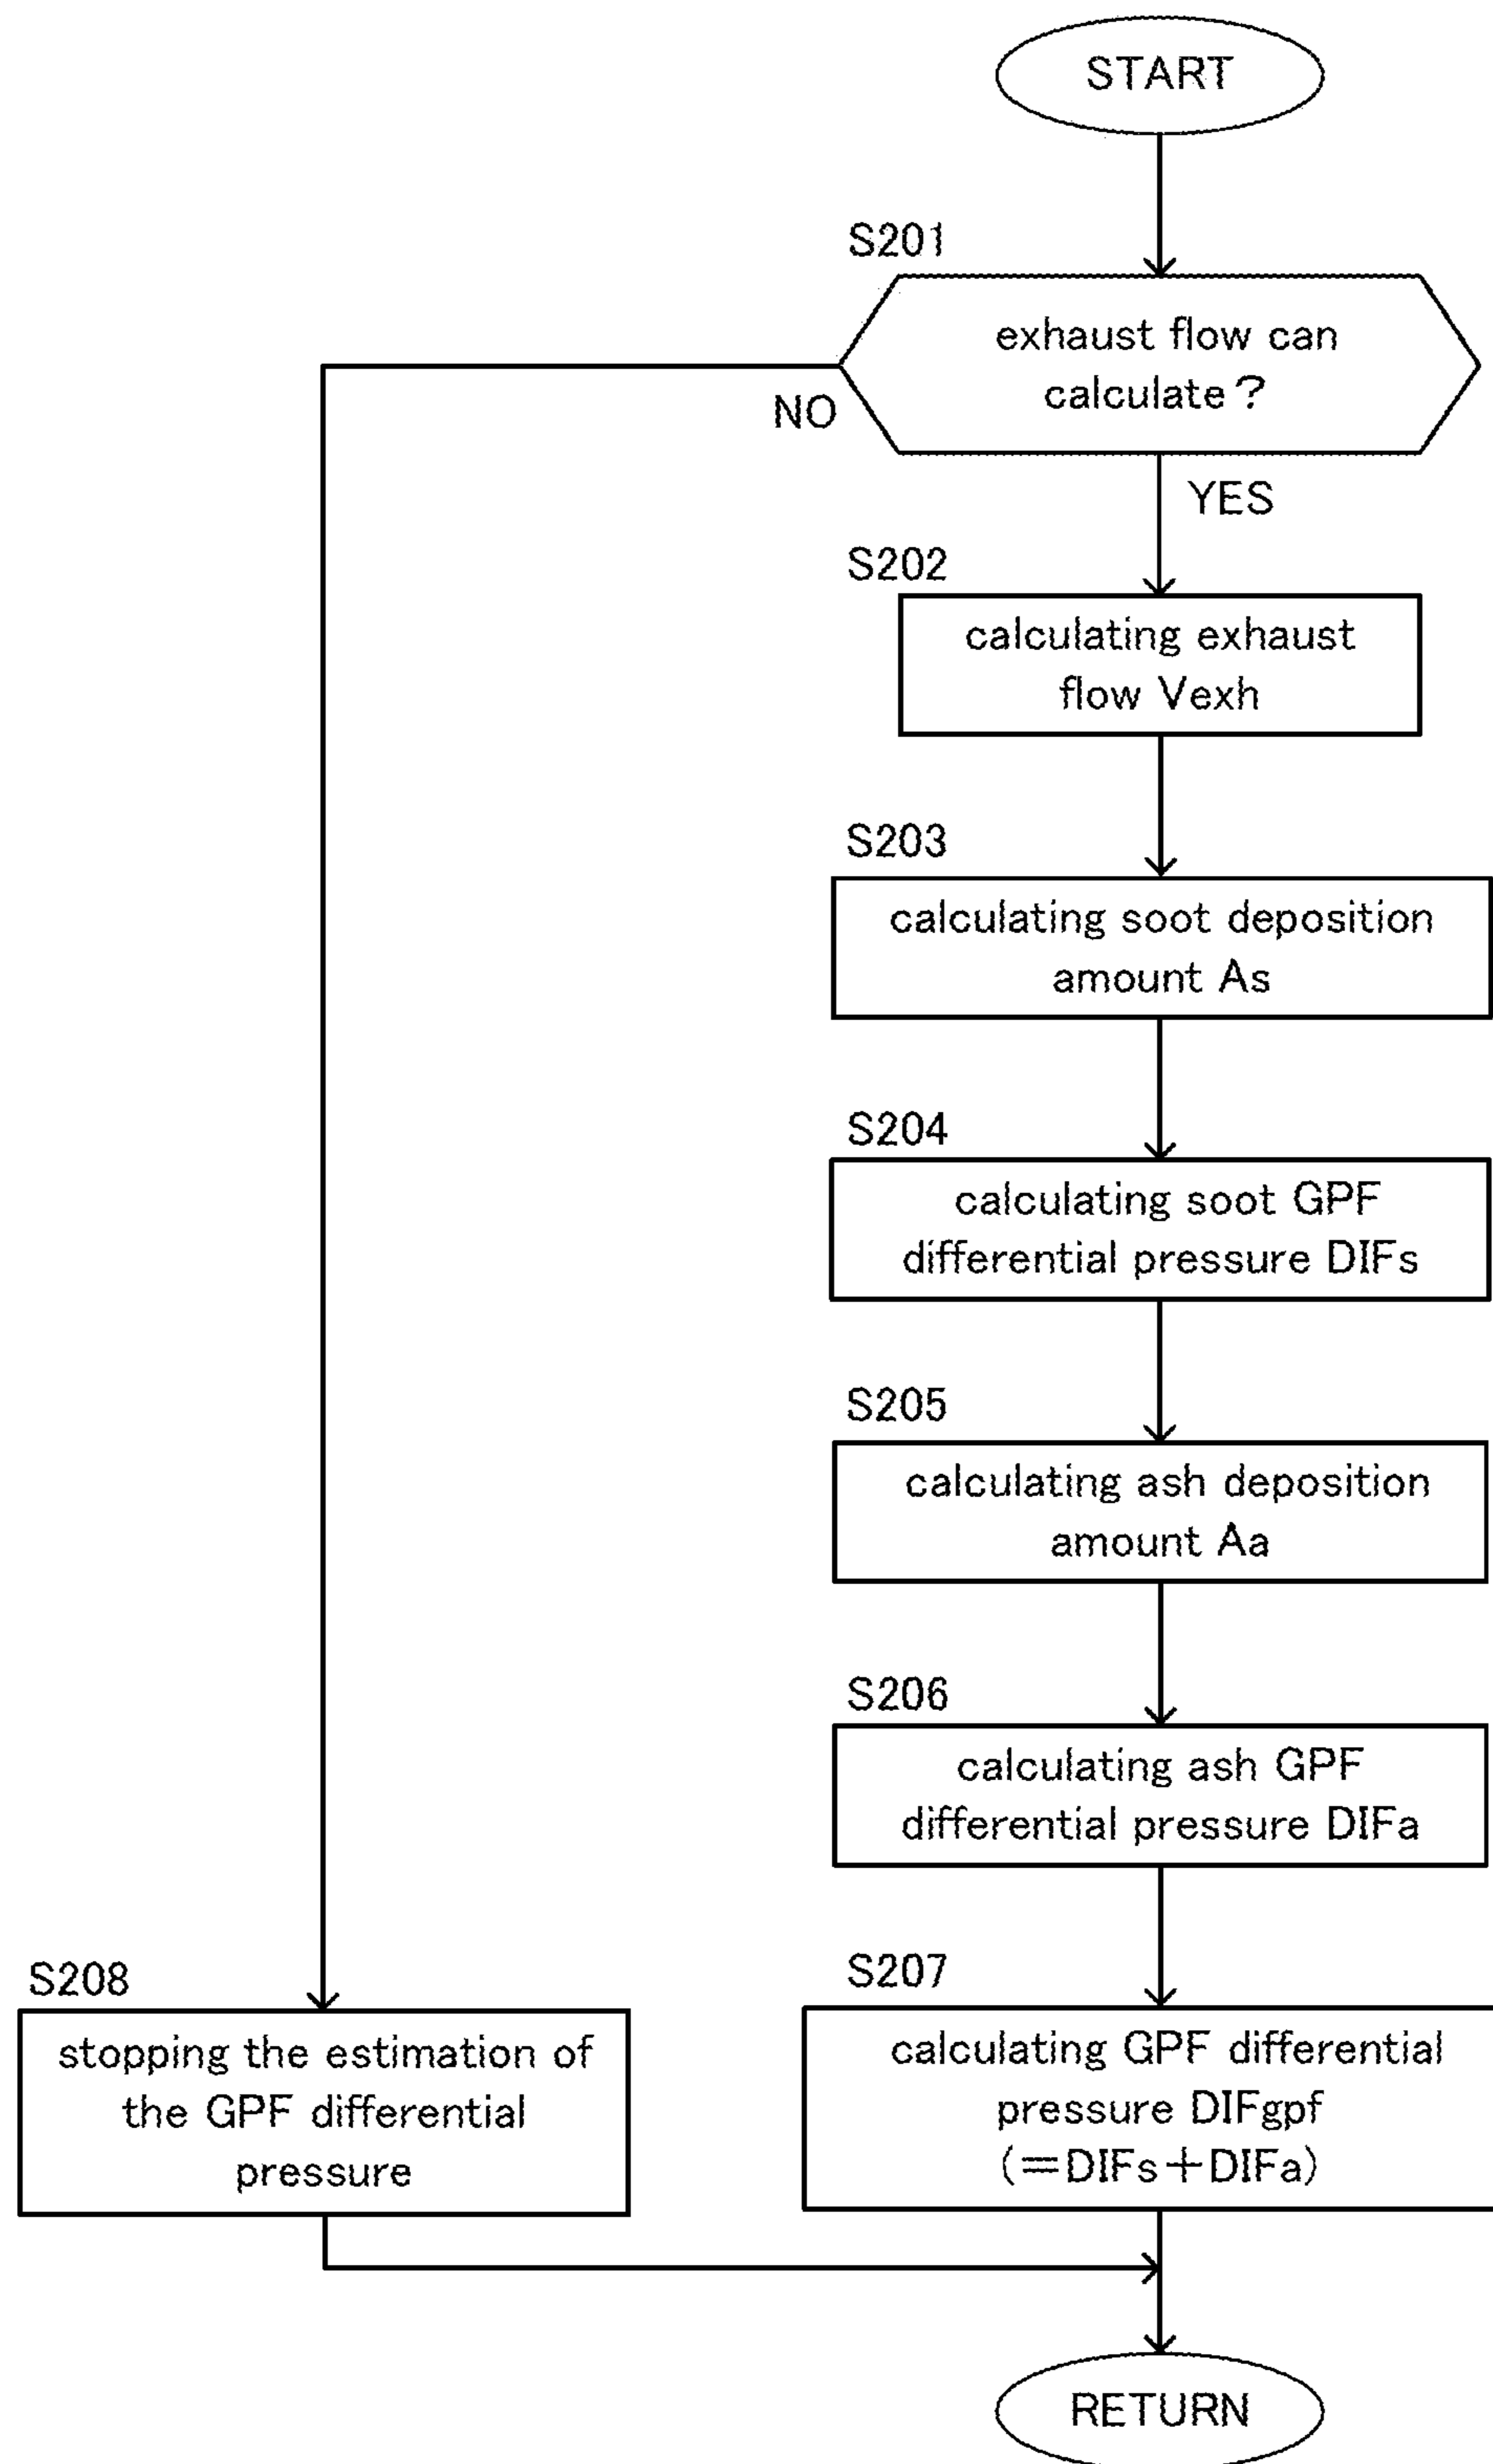 START
S201
exhaust flow can
calculate?
NO
YES
S202
calculating exhaust
flow Vexh
S203
calculating soot deposition
amount As
S204
calculating soot GPF
differential pressure DIFs
S205
calculating ash deposition
amount Aa
S206
calculating ash GPF
differential pressure DIFa
S208
stopping the estimation of
the GPF differential
pressure
S207
calculating GPF differential
pressure DIFgpf
(=DIFs+DIFa)
RETURN